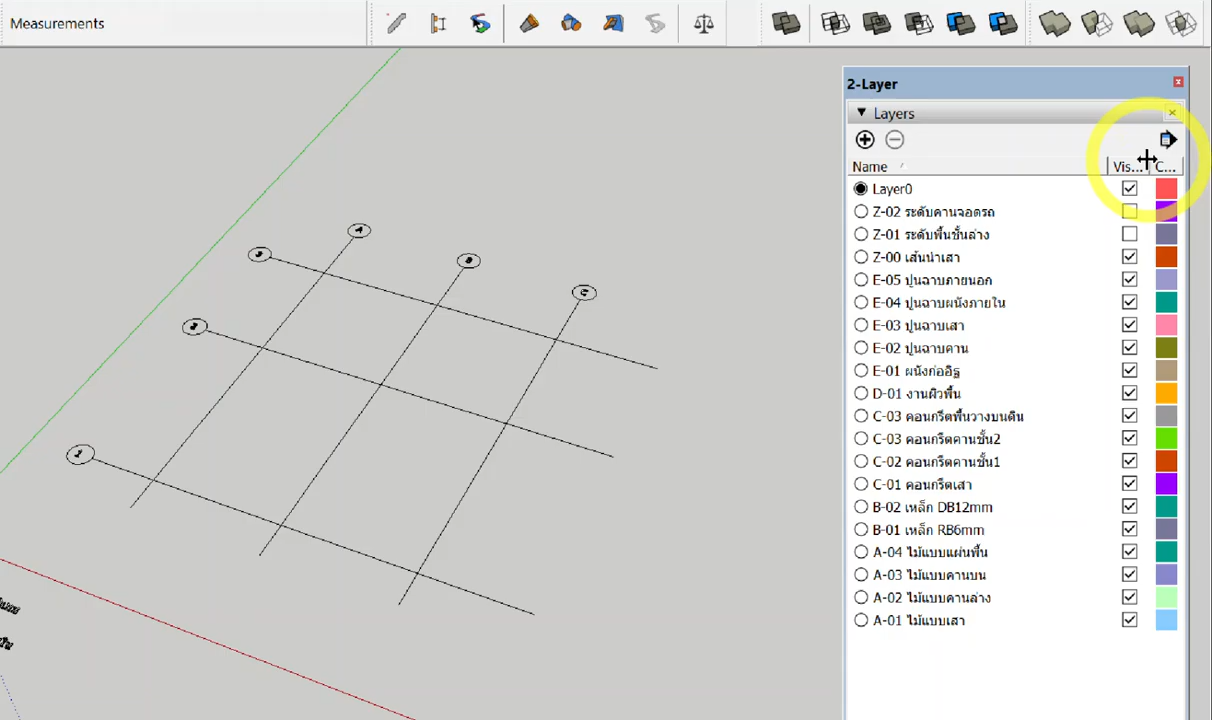 Measurements
2-Layer
Layers
Name Vis... C...
Layer0
Z-02 ระดับคานจอดรถ
Z-01 ระดับพื้นชั้นล่าง
Z-00 เส้นนำเสา
E-05 ปูนฉาบภายนอก
E-04 ปูนฉาบผนังภายใน
E-03 ปูนฉาบเสา
E-02 ปูนฉาบคาน
E-01 ผนังก่ออิฐ
D-01 งานผิวพื้น
C-03 คอนกรีตพื้นวางบนดิน
C-03 คอนกรีตคานชั้น2
C-02 คอนกรีตคานชั้น1
C-01 คอนกรีตเสา
B-02 เหล็ก DB12mm
B-01 เหล็ก RB6mm
A-04 ไม้แบบแผ่นพื้น
A-03 ไม้แบบคานบน
A-02 ไม้แบบคานล่าง
A-01 ไม้แบบเสา
A
3
B
C
2
1